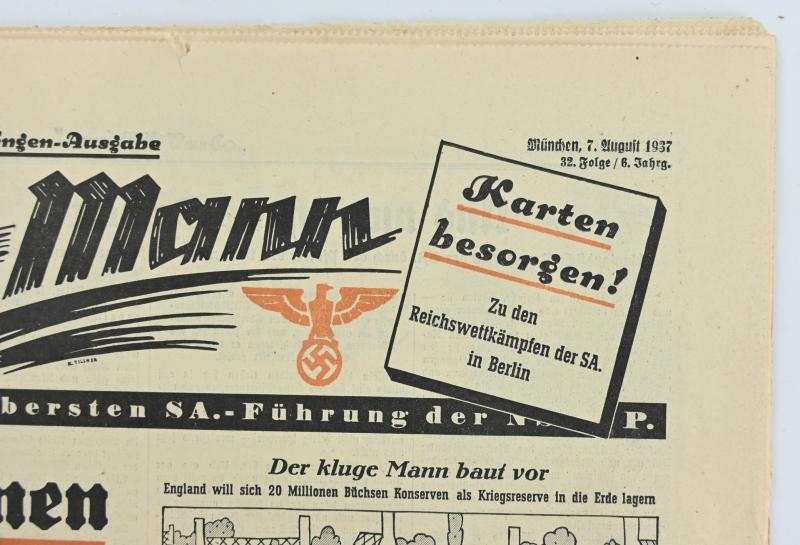 ngen-Ausgabe
München, 7. August 1937
32. Folge / 6. Jahrg.
Mann
Karten
besorgen!
Zu den
Reichswettkämpfen der SA.
in Berlin
bersten SA.-Führung der NS P.
Der kluge Mann baut vor
England will sich 20 Millionen Büchsen Konserven als Kriegsreserve in die Erde lagern
nen